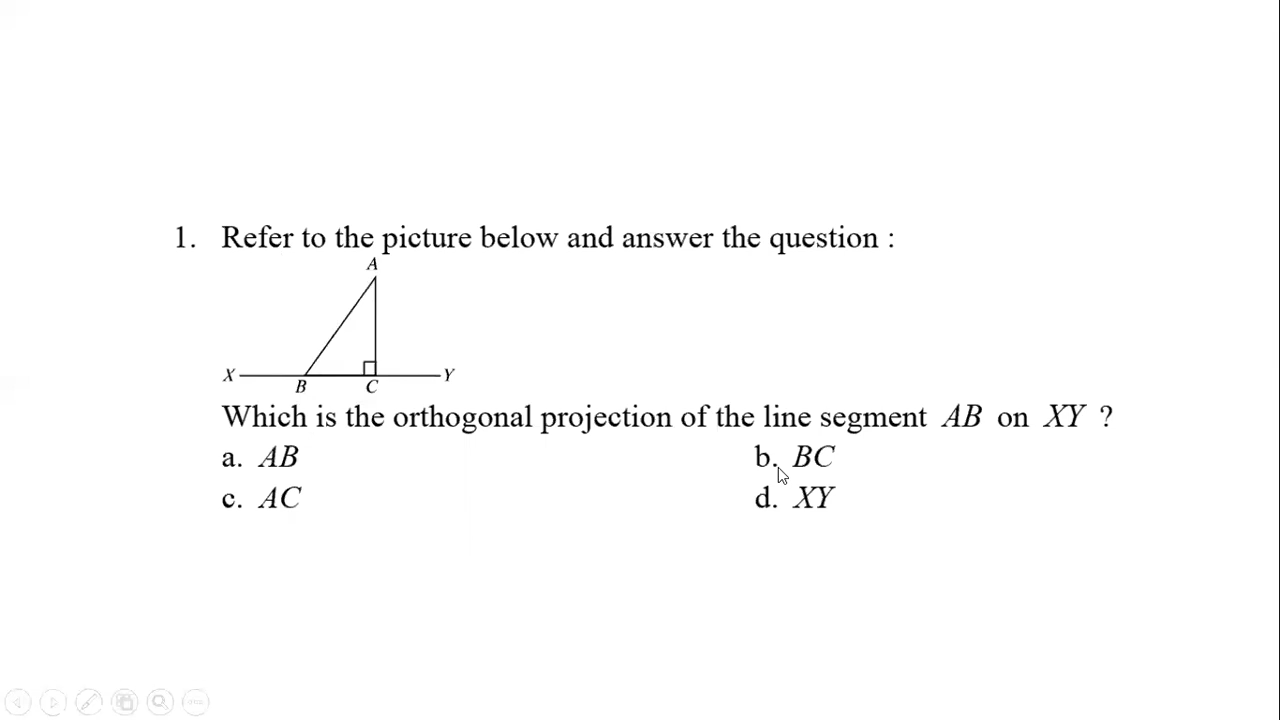 1. Refer to the picture below and answer the question :
A
X B C Y
Which is the orthogonal projection of the line segment AB on XY ?
a. AB b. BC
c. AC d. XY